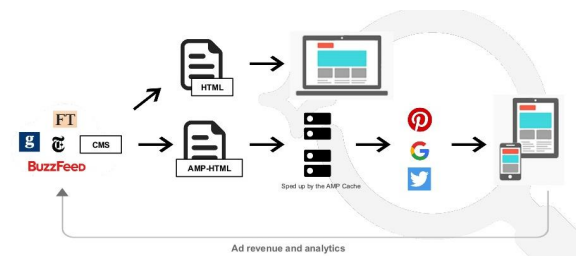 HTML
FT
g
T
CMS
BuzzFeed
AMP-HTML
G
Sped up by the AMP Cache
Ad revenue and analytics